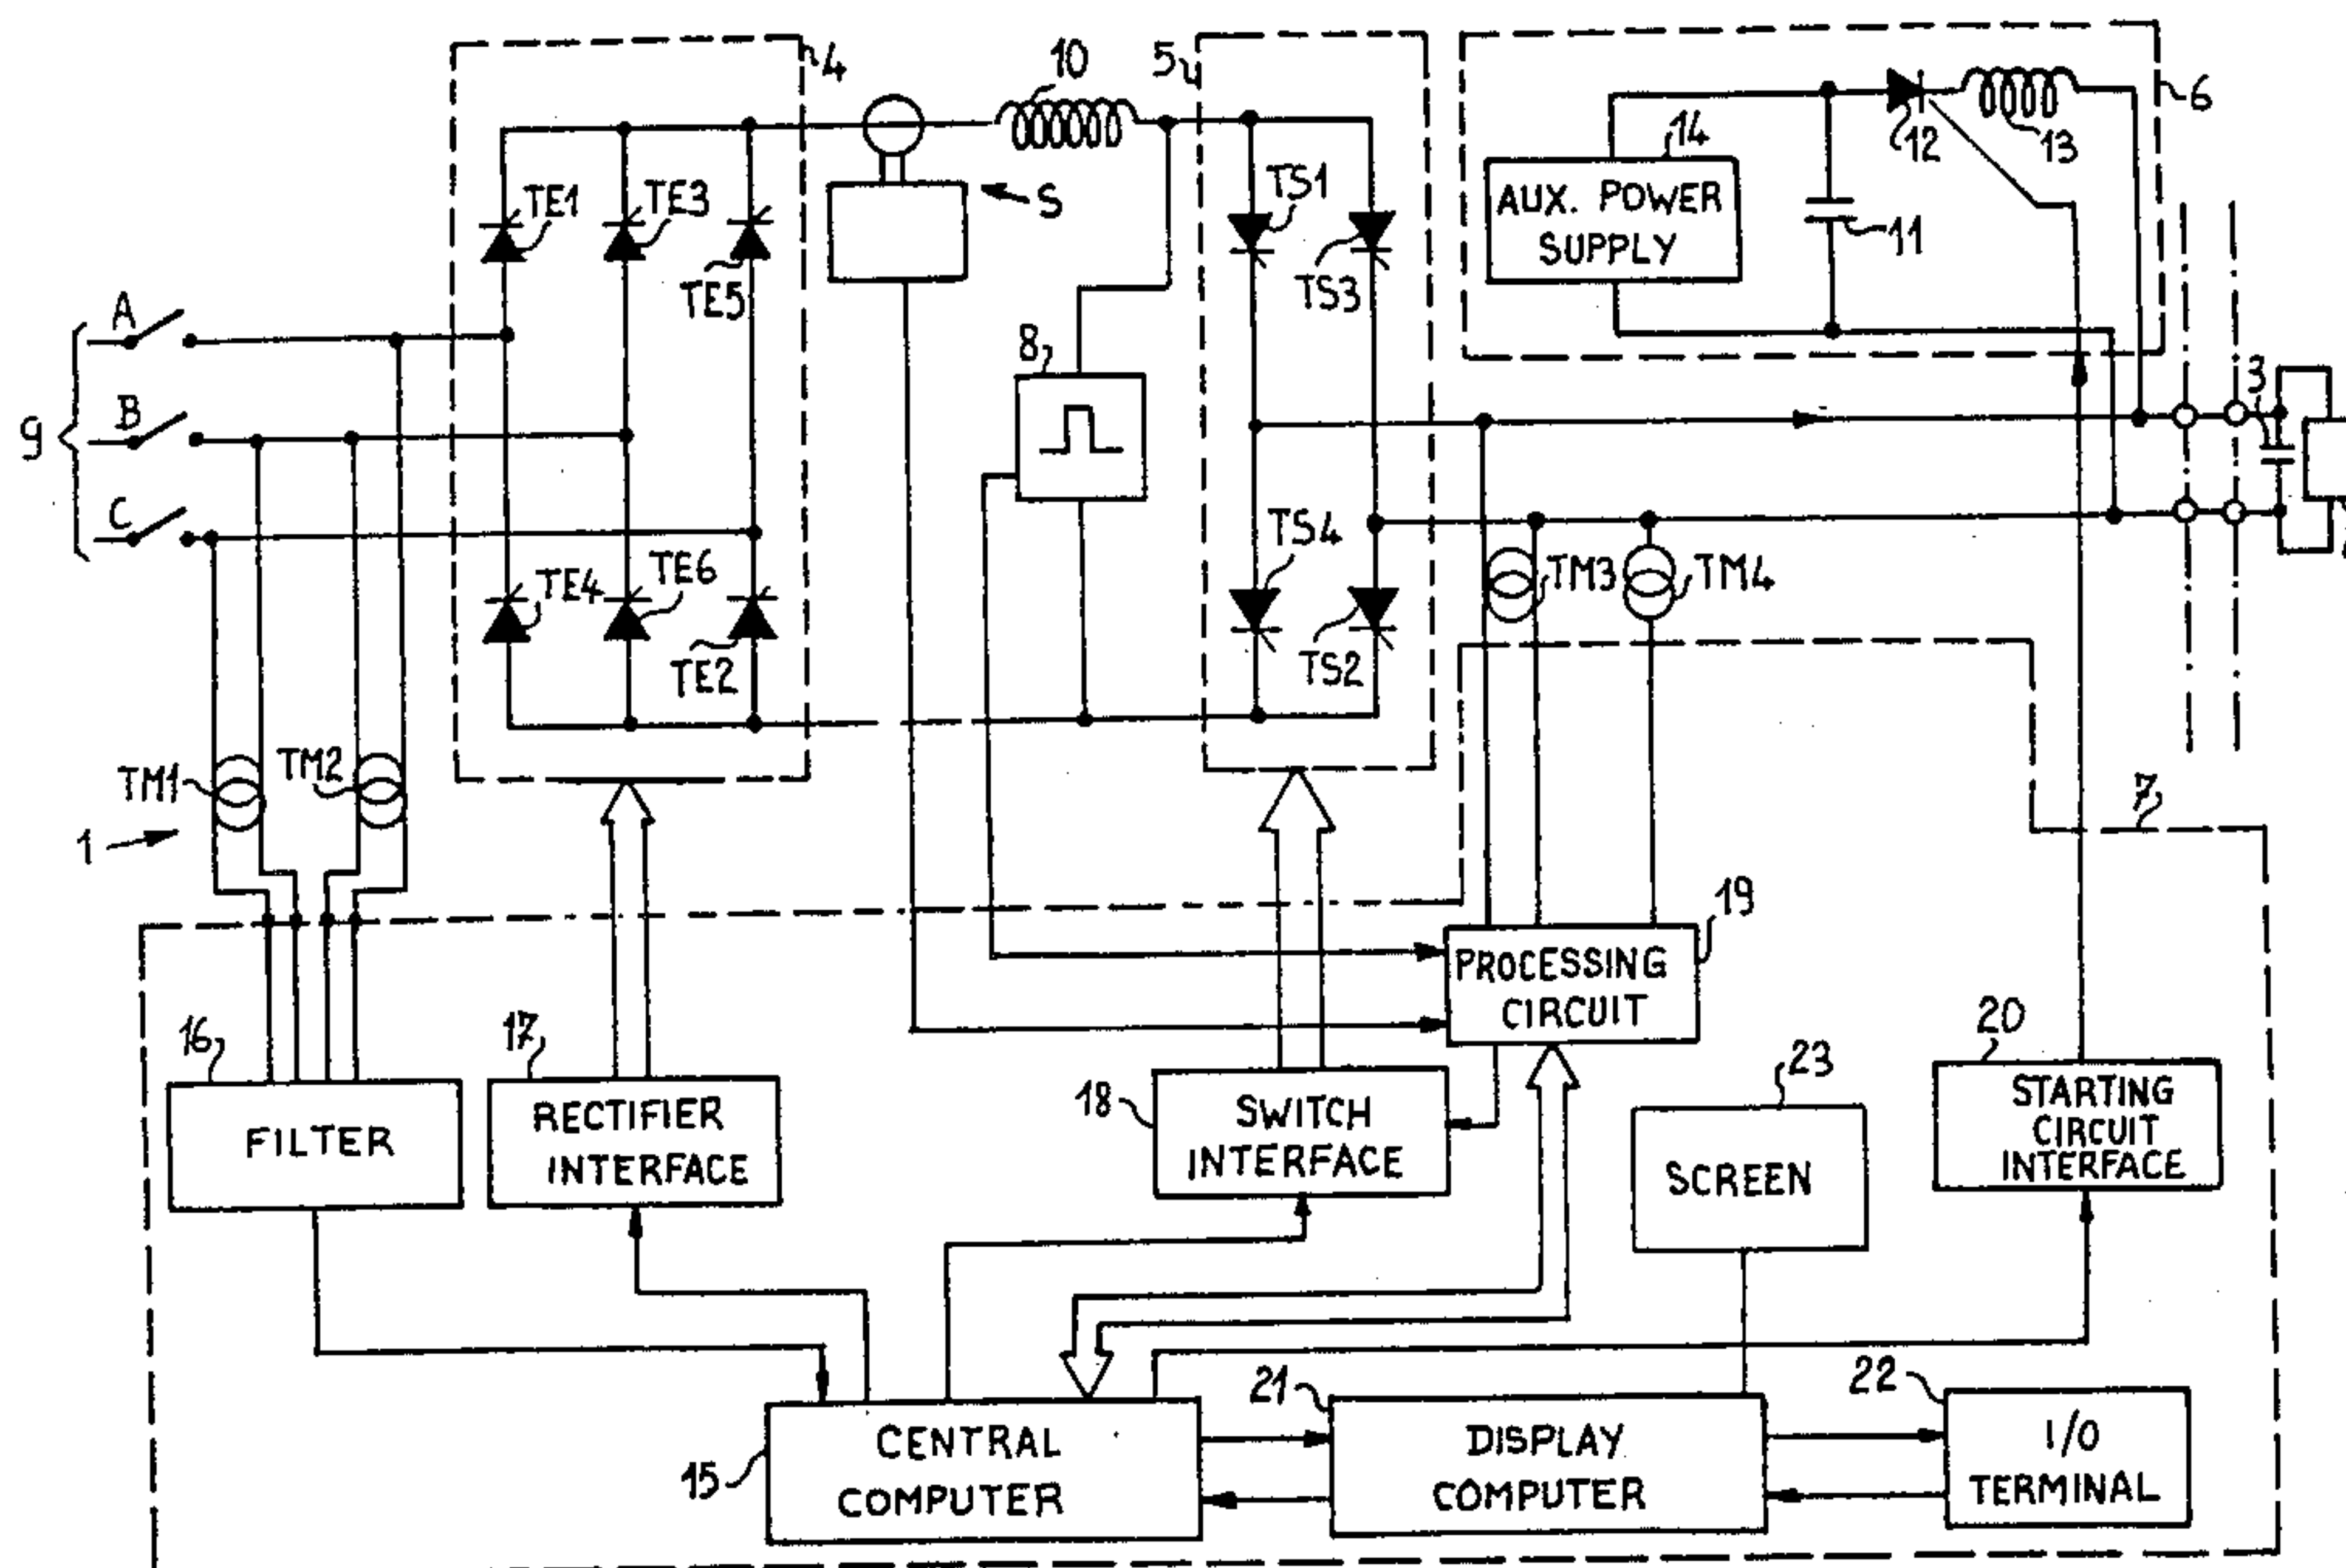 4
10
5
6
14
12
13
AUX. POWER
SUPPLY
11
TE1
TE3
TE5
S
TS1
TS3
A
B
C
9
8
3
TE4
TE6
TE2
TS4
TS2
TM3
TM4
TM1
TM2
1
7
19
PROCESSING
CIRCUIT
16
17
18
20
23
FILTER
RECTIFIER
INTERFACE
SWITCH
INTERFACE
SCREEN
STARTING
CIRCUIT
INTERFACE
15
21
22
CENTRAL
COMPUTER
DISPLAY
COMPUTER
I/O
TERMINAL